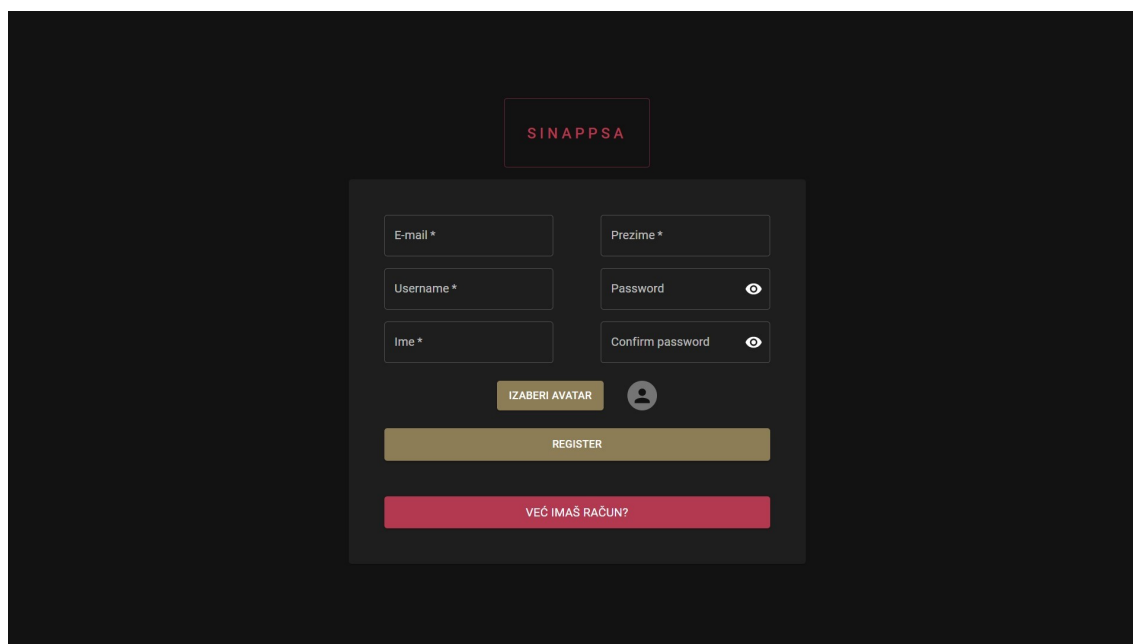 SINAPPSA
E-mail *
Prezime *
Username *
Password
Ime *
Confirm password
IZABERI AVATAR
REGISTER
VEĆ IMAŠ RAČUN?